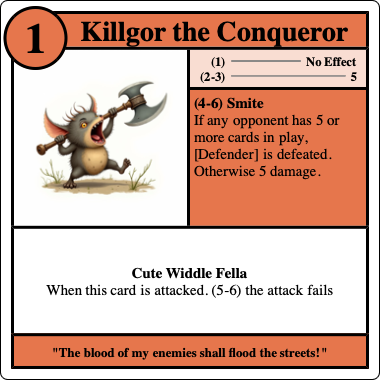 1
Killgor the Conqueror
(1) No Effect
(2-3) 5
(4-6) Smite
If any opponent has 5 or
more cards in play,
[Defender] is defeated.
Otherwise 5 damage.
Cute Widdle Fella
When this card is attacked. (5-6) the attack fails
"The blood of my enemies shall flood the streets!"